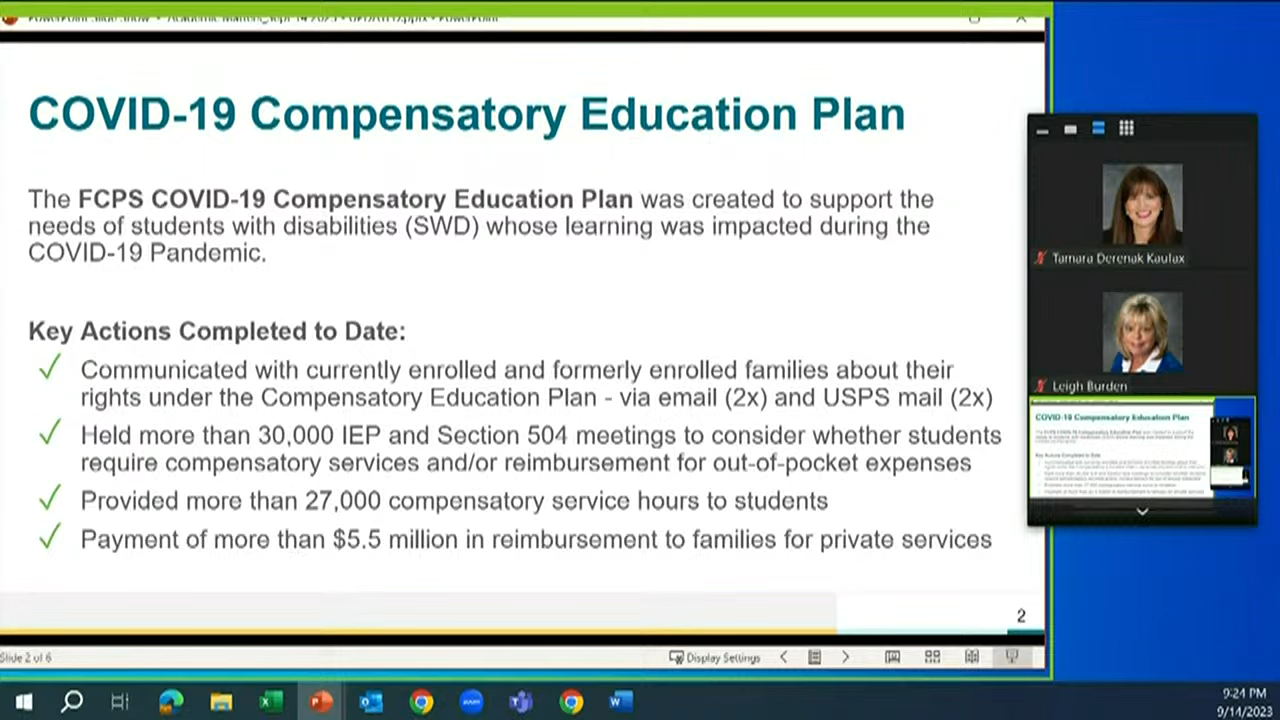 COVID-19 Compensatory Education Plan
The FCPS COVID-19 Compensatory Education Plan was created to support the
needs of students with disabilities (SWD) whose learning was impacted during the
COVID-19 Pandemic.
Key Actions Completed to Date:
Communicated with currently enrolled and formerly enrolled families about their
rights under the Compensatory Education Plan - via email (2x) and USPS mail (2x)
Held more than 30,000 IEP and Section 504 meetings to consider whether students
require compensatory services and/or reimbursement for out-of-pocket expenses
Provided more than 27,000 compensatory service hours to students
Payment of more than $5.5 million in reimbursement to families for private services
2
Slide 2 of 6
Display Settings
Tamara Derenak Kaufax
Leigh Burden
COVID-19 Compensatory Education Plan
9:24 PM
9/14/2023